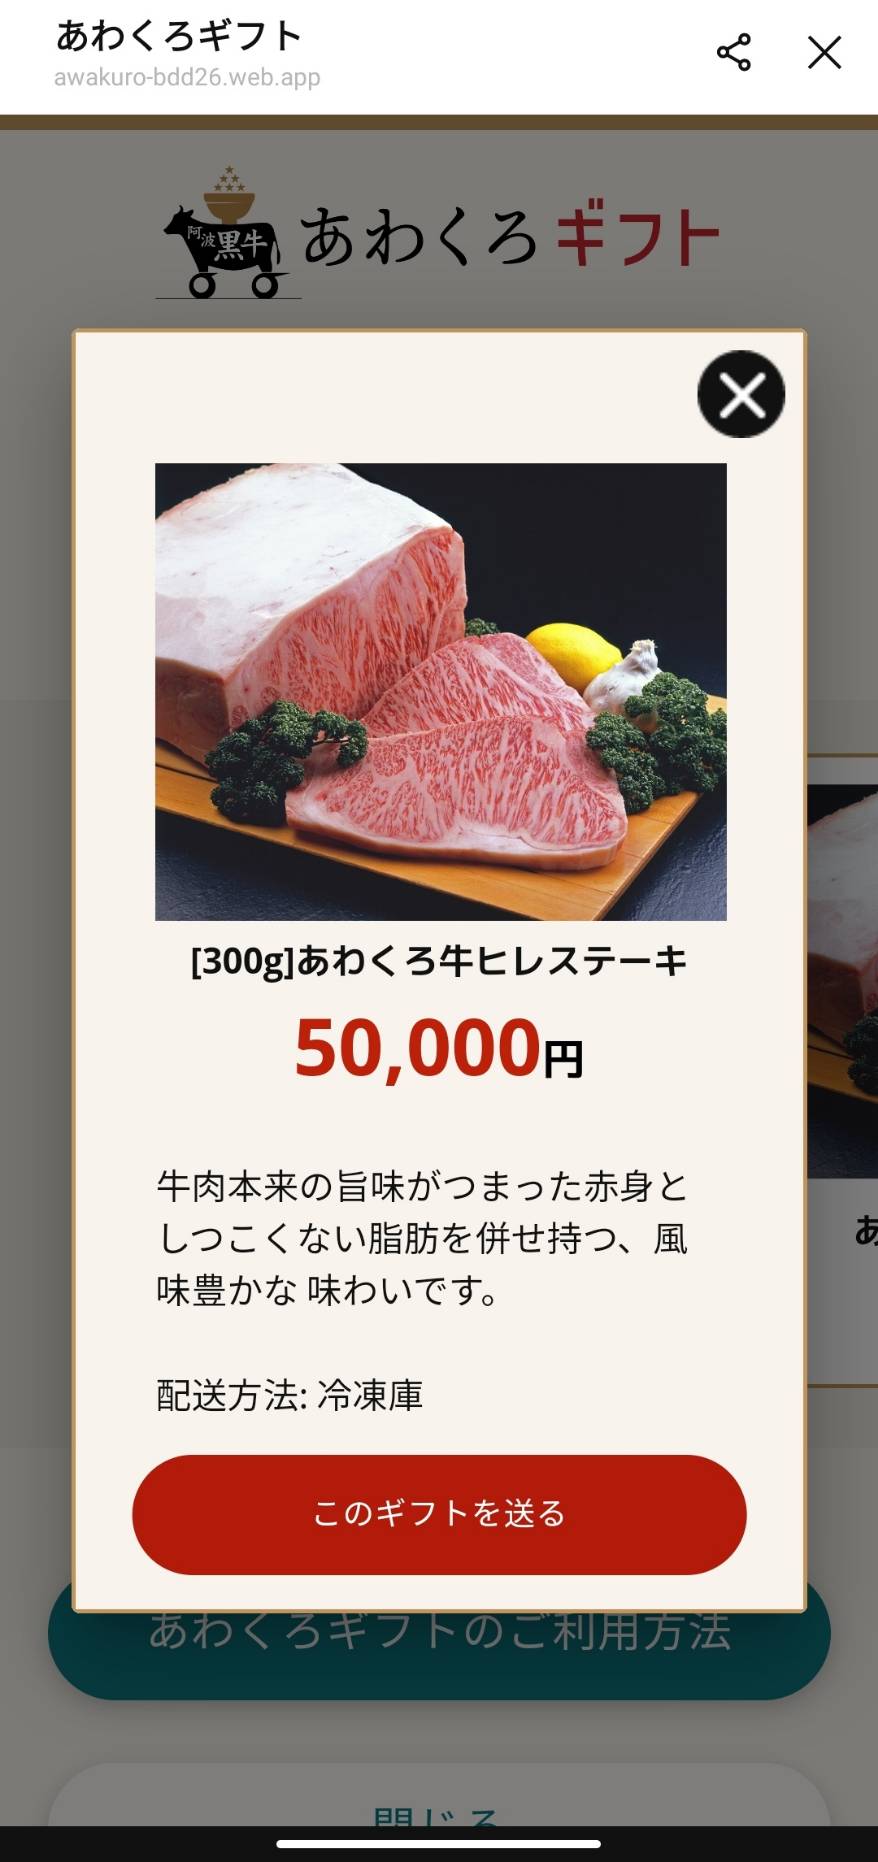 あわくろギフト
awakuro-bdd26.web.app
阿波黒牛
あわくろギフト
[300g]あわくろ牛ヒレステーキ
50,000円
牛肉本来の旨味がつまった赤身と
しつこくない脂肪を併せ持つ、風
味豊かな 味わいです。
あ
配送方法: 冷凍庫
このギフトを送る
あわくろギフトのご利用方法
閉じる